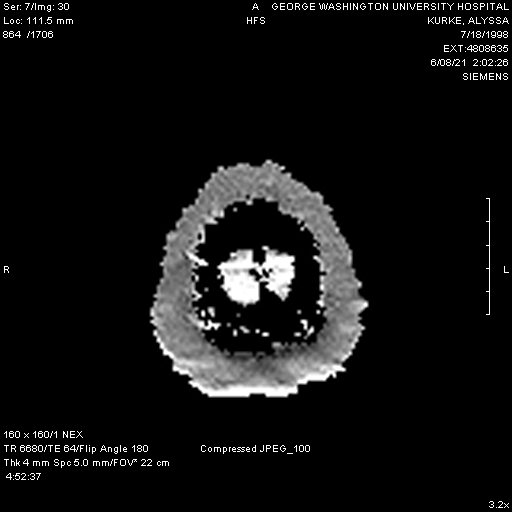 Ser: 7/Img: 30
Loc: 111.5 mm
864 /1706
A GEORGE WASHINGTON UNIVERSITY HOSPITAL
HFS KURKE, ALYSSA
7/18/1998
EXT:4808635
6/08/21 2:02:26
SIEMENS
R
L
160 x 160/1 NEX
TR 6680/TE 64/Flip Angle 180
Thk 4 mm Spc 5.0 mm/FOV* 22 cm
4:52:37
Compressed JPEG_100
3.2x